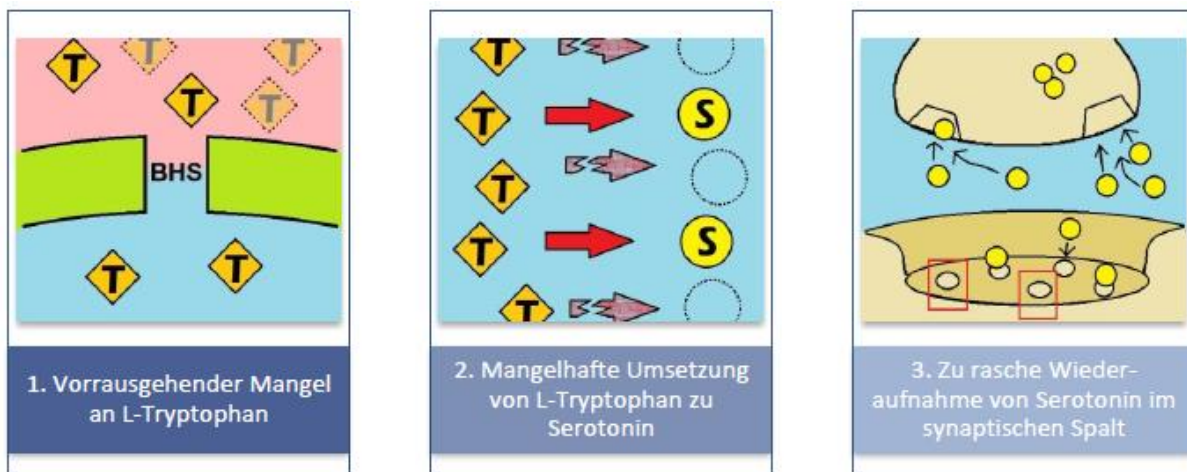 T
T
T
T
T
BHS
T
T
1. Vorrausgehender Mangel
an L-Tryptophan
T
T
S
T
T
S
T
2. Mangelhafte Umsetzung
von L-Tryptophan zu
Serotonin
3. Zu rasche Wieder-
aufnahme von Serotonin im
synaptischen Spalt